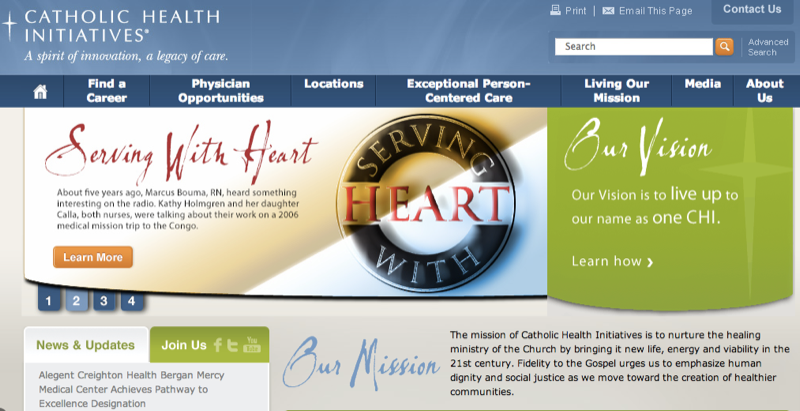 CATHOLIC HEALTH
INITIATIVES®
A spirit of innovation, a legacy of care.
Print | Email This Page
Contact Us
Search
Advanced
Search
Find a
Career
Physician
Opportunities
Locations
Exceptional Person-
Centered Care
Living Our
Mission
Media
About
Us
Serving With Heart
About five years ago, Marcus Bouma, RN, heard something
interesting on the radio. Kathy Holmgren and her daughter
Calla, both nurses, were talking about their work on a 2006
medical mission trip to the Congo.
Learn More
SERVING
HEART
WITH
Our Vision
Our Vision is to live up to
our name as one CHI.
Learn how ›
1 2 3 4
News & Updates
Join Us
You
Tube
Alegent Creighton Health Bergan Mercy
Medical Center Achieves Pathway to
Excellence Designation
Our Mission
The mission of Catholic Health Initiatives is to nurture the healing
ministry of the Church by bringing it new life, energy and viability in the
21st century. Fidelity to the Gospel urges us to emphasize human
dignity and social justice as we move toward the creation of healthier
communities.